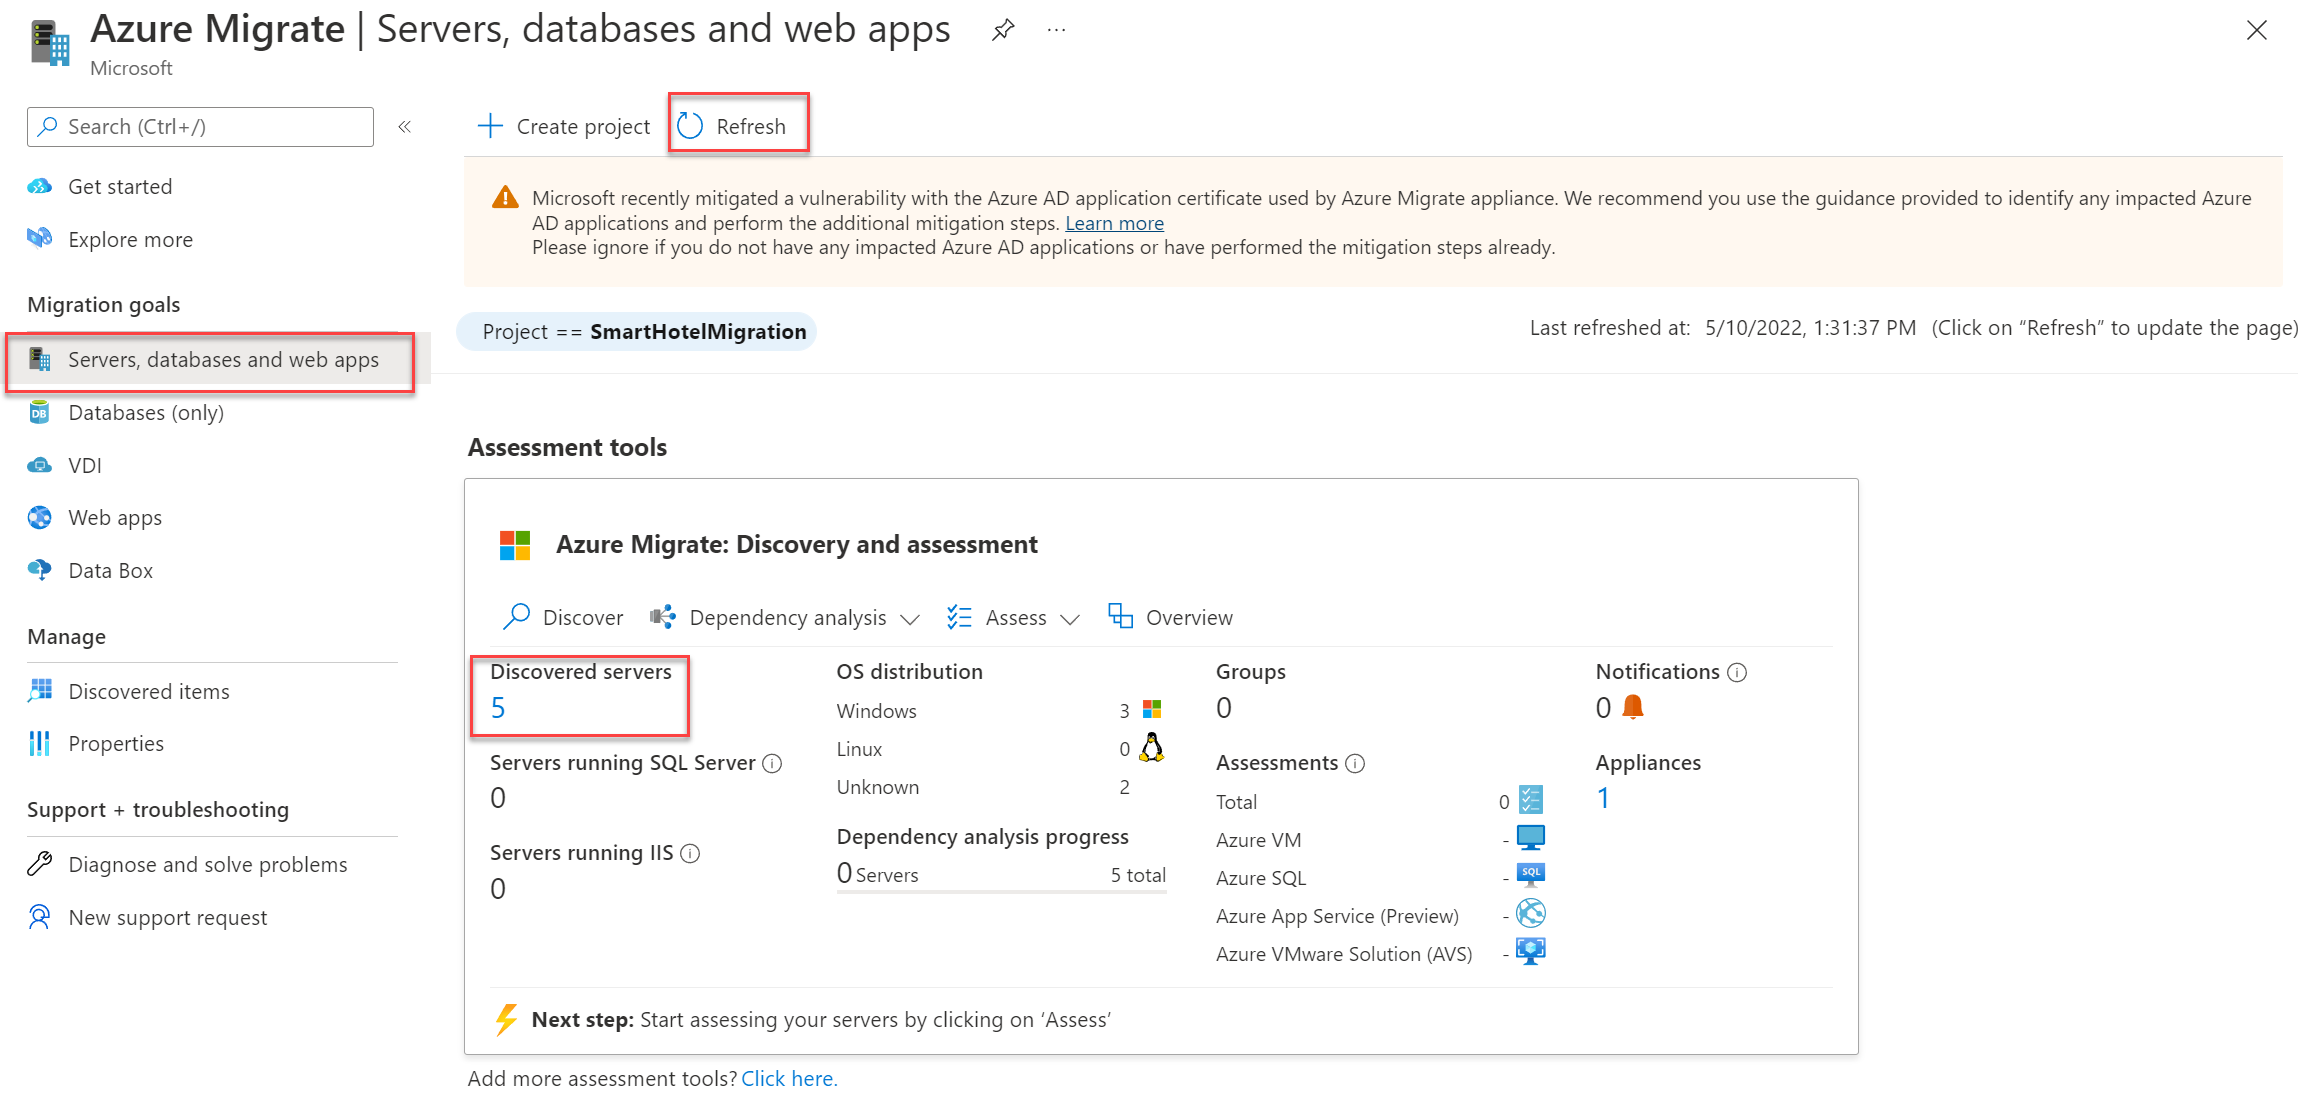 Azure Migrate | Servers, databases and web apps
Microsoft
Search (Ctrl+/)
Get started
Explore more
Migration goals
Servers, databases and web apps
DB
Databases (only)
VDI
Web apps
Data Box
Manage
Discovered items
Properties
Support + troubleshooting
Diagnose and solve problems
New support request
Create project
Refresh
Microsoft recently mitigated a vulnerability with the Azure AD application certificate used by Azure Migrate appliance. We recommend you use the guidance provided to identify any impacted Azure
AD applications and perform the additional mitigation steps. Learn more
Please ignore if you do not have any impacted Azure AD applications or have performed the mitigation steps already.
Project == SmartHotelMigration
Last refreshed at: 5/10/2022, 1:31:37 PM (Click on “Refresh” to update the page)
Assessment tools
Azure Migrate: Discovery and assessment
Discover
Dependency analysis
Assess
Overview
Discovered servers
5
Servers running SQL Server
0
Servers running IIS
0
OS distribution
Windows 3
Linux 0
Unknown 2
Dependency analysis progress
0 Servers 5 total
Groups
0
Assessments
Total 0
Azure VM -
Azure SQL - SQL
Azure App Service (Preview) -
Azure VMware Solution (AVS) -
Notifications
0
Appliances
1
Next step: Start assessing your servers by clicking on ‘Assess’
Add more assessment tools? Click here.